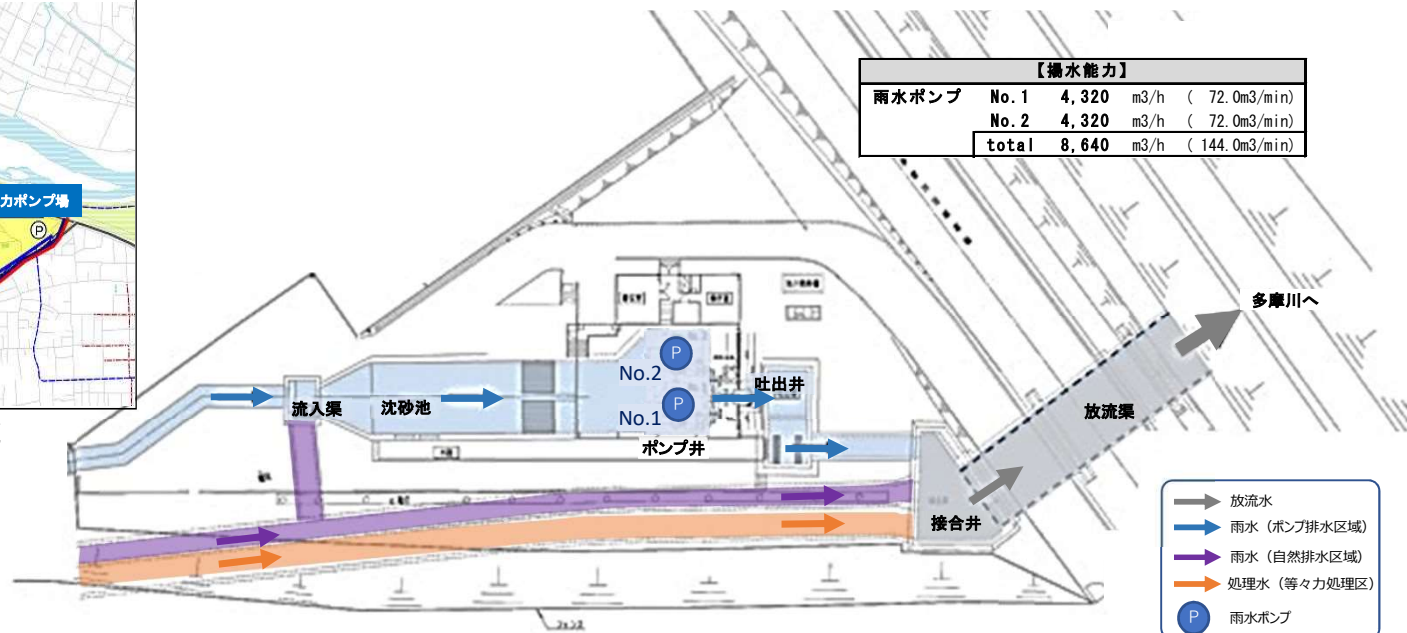 【揚水能力】
雨水ポンプ No.1 4,320 m3/h ( 72.0m3/min)
No.2 4,320 m3/h ( 72.0m3/min)
total 8,640 m3/h ( 144.0m3/min)
力ポンプ場
P
多摩川へ
P
No.2
吐出井
流入渠
沈砂池
P
No.1
放流渠
ポンプ井
接合井
放流水
雨水（ポンプ排水区域）
雨水（自然排水区域）
処理水（等々力処理区）
P 雨水ポンプ
フェンス